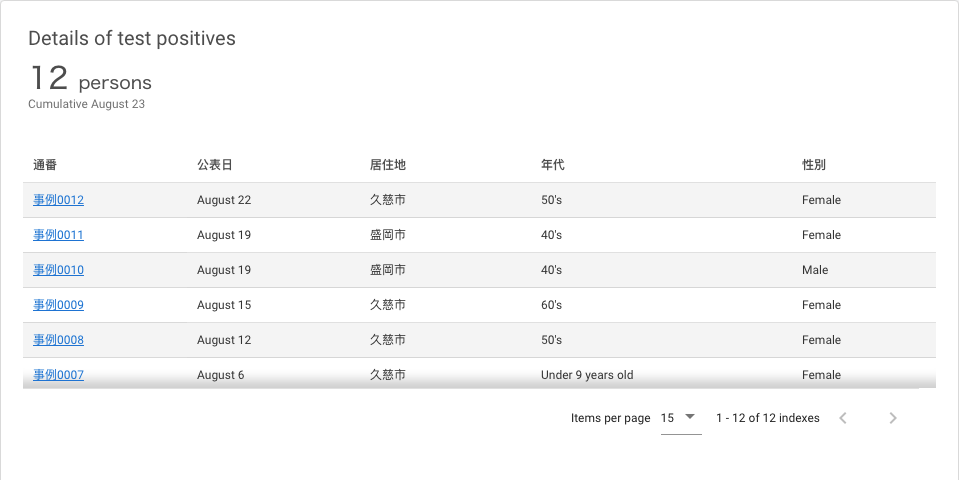 Details of test positives
12 persons
Cumulative August 23
通番 公表日 居住地 年代 性別
事例0012 August 22 久慈市 50's Female
事例0011 August 19 盛岡市 40's Female
事例0010 August 19 盛岡市 40's Male
事例0009 August 15 久慈市 60's Female
事例0008 August 12 久慈市 50's Female
事例0007 August 6 久慈市 Under 9 years old Female
Items per page 15 1 - 12 of 12 indexes